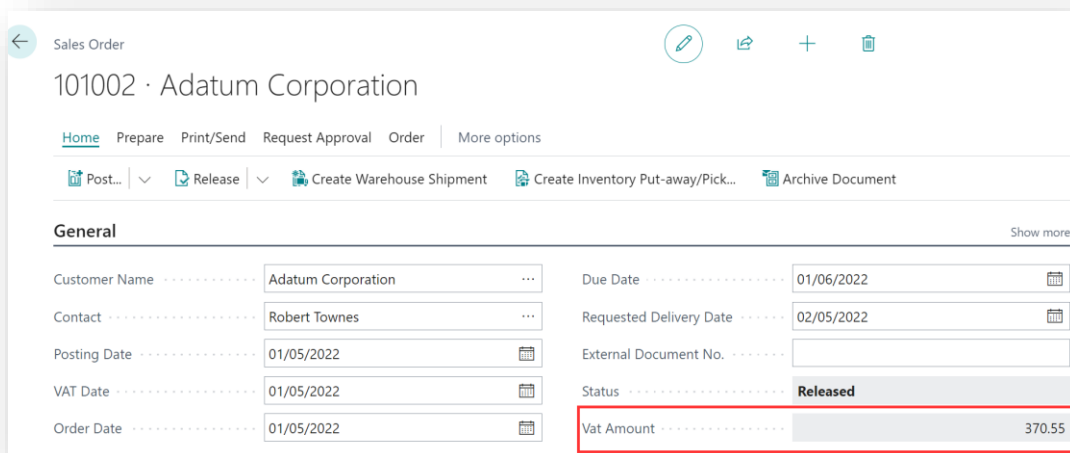 Sales Order
101002 · Adatum Corporation
Home Prepare Print/Send Request Approval Order More options
Post... Release Create Warehouse Shipment Create Inventory Put-away/Pick... Archive Document
General Show more
Customer Name Adatum Corporation ... Due Date 01/06/2022
Contact Robert Townes ... Requested Delivery Date 02/05/2022
Posting Date 01/05/2022 External Document No.
VAT Date 01/05/2022 Status Released
Order Date 01/05/2022 Vat Amount 370.55